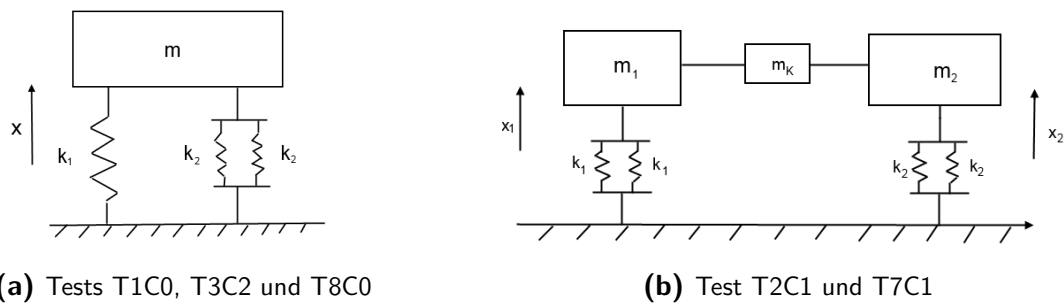 m
x
k₁
k₂
k₂
(a) Tests T1C0, T3C2 und T8C0
m₁
m_K
m₂
x₁
x₂
k₁
k₁
k₂
k₂
(b) Test T2C1 und T7C1